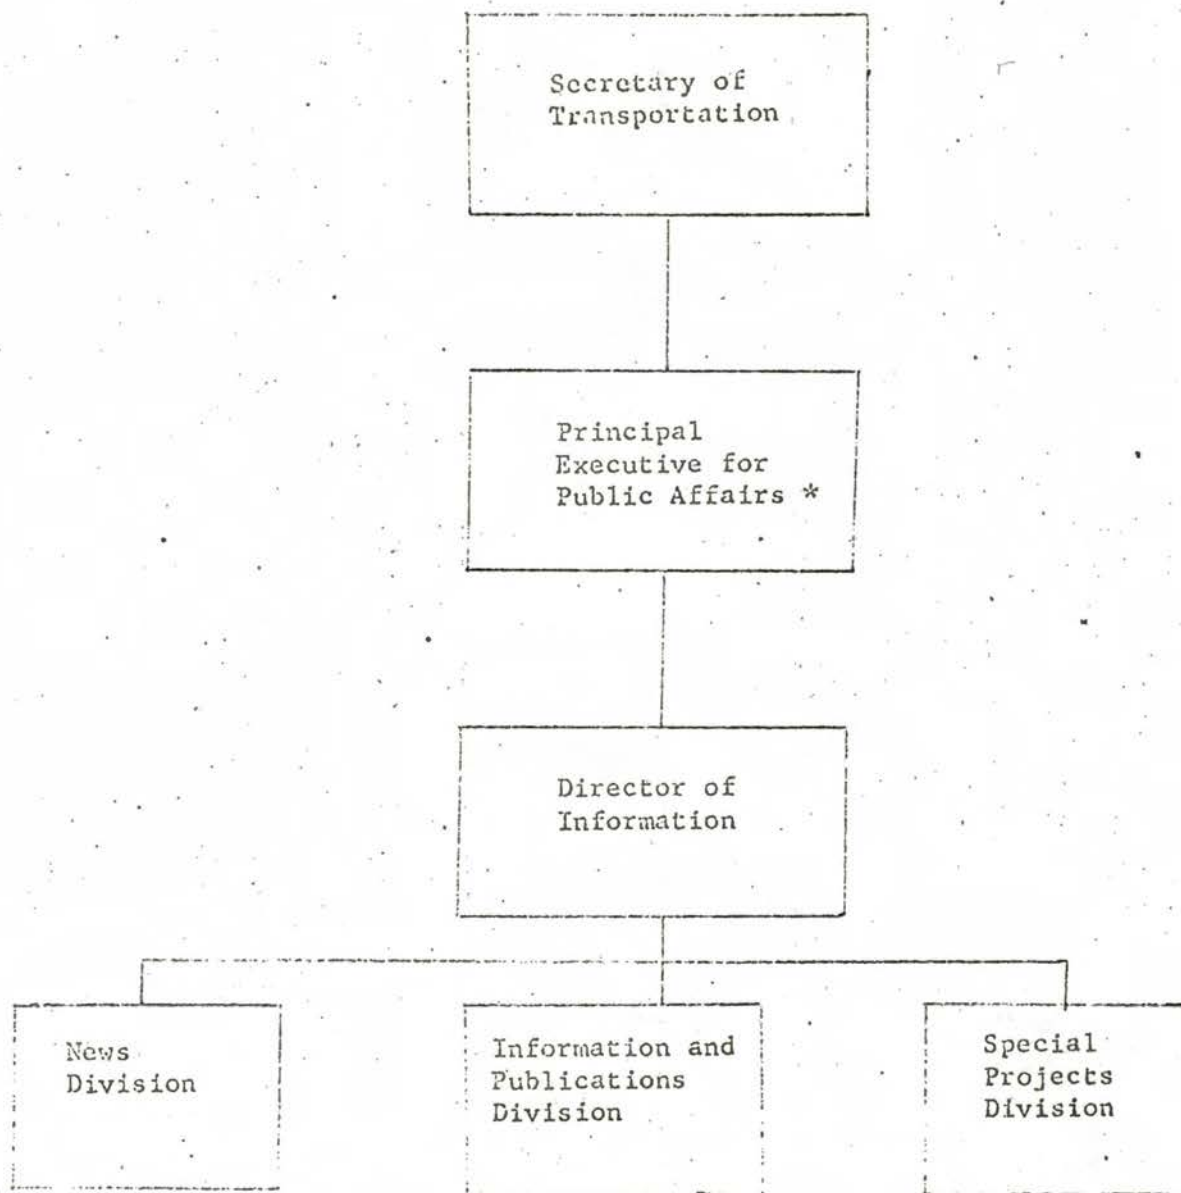 Secretary of
Transportation
Principal
Executive for
Public Affairs *
Director of
Information
News
Division
Information and
Publications
Division
Special
Projects
Division